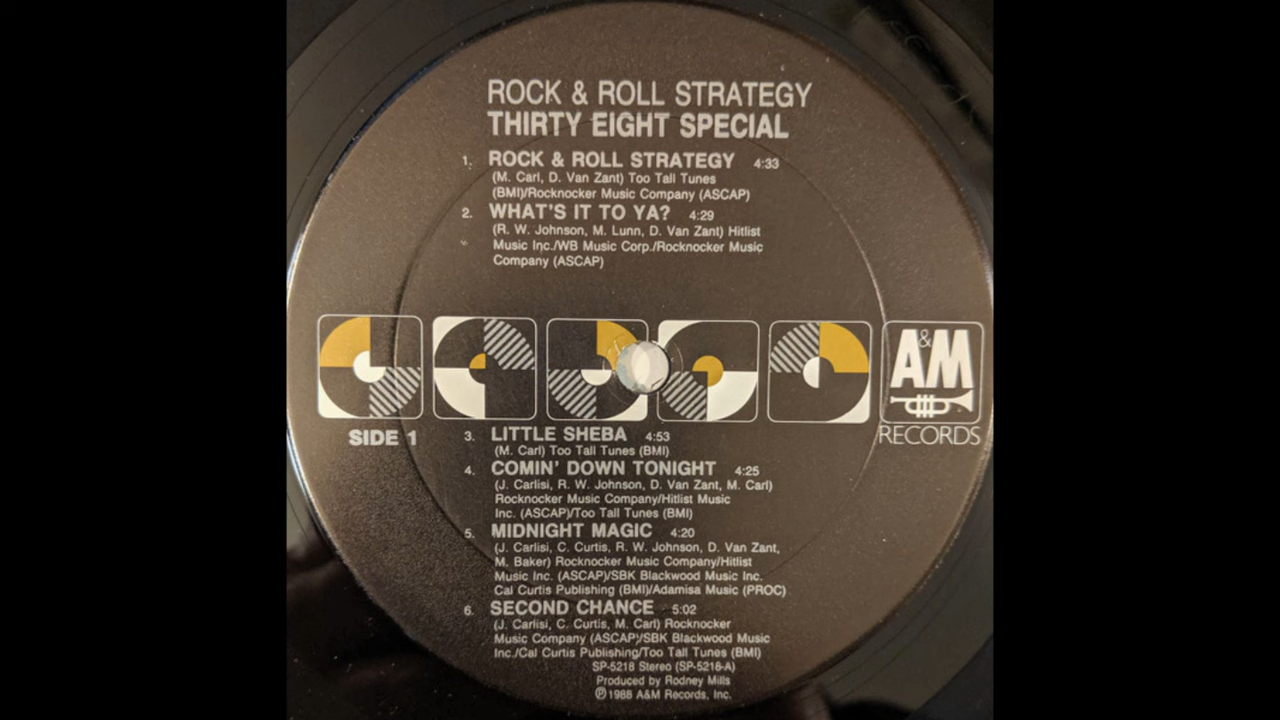 ROCK & ROLL STRATEGY
THIRTY EIGHT SPECIAL
1. ROCK & ROLL STRATEGY 4:33
(M. Carl, D. Van Zant) Too Tall Tunes
(BMI)/Rocknocker Music Company (ASCAP)
2. WHAT'S IT TO YA? 4:29
(R. W. Johnson, M. Lunn, D. Van Zant) Hitlist
Music Inc./WB Music Corp./Rocknocker Music
Company (ASCAP)
A&M
RECORDS
SIDE 1
3. LITTLE SHEBA 4:53
(M. Carl) Too Tall Tunes (BMI)
4. COMIN' DOWN TONIGHT 4:25
(J. Carlisi, R. W. Johnson, D. Van Zant, M. Carl)
Rocknocker Music Company/Hitlist Music
Inc. (ASCAP)/Too Tall Tunes (BMI)
5. MIDNIGHT MAGIC 4:20
(J. Carlisi, C. Curtis, R. W. Johnson, D. Van Zant,
M. Baker) Rocknocker Music Company/Hitlist
Music Inc. (ASCAP)/SBK Blackwood Music Inc.
Cal Curtis Publishing (BMI)/Adamisa Music (PROC)
6. SECOND CHANCE 5:02
(J. Carlisi, C. Curtis, M. Carl) Rocknocker
Music Company (ASCAP)/SBK Blackwood Music
Inc./Cal Curtis Publishing/Too Tall Tunes (BMI)
SP-5218 Stereo (SP-5218-A)
Produced by Rodney Mills
℗1988 A&M Records, Inc.